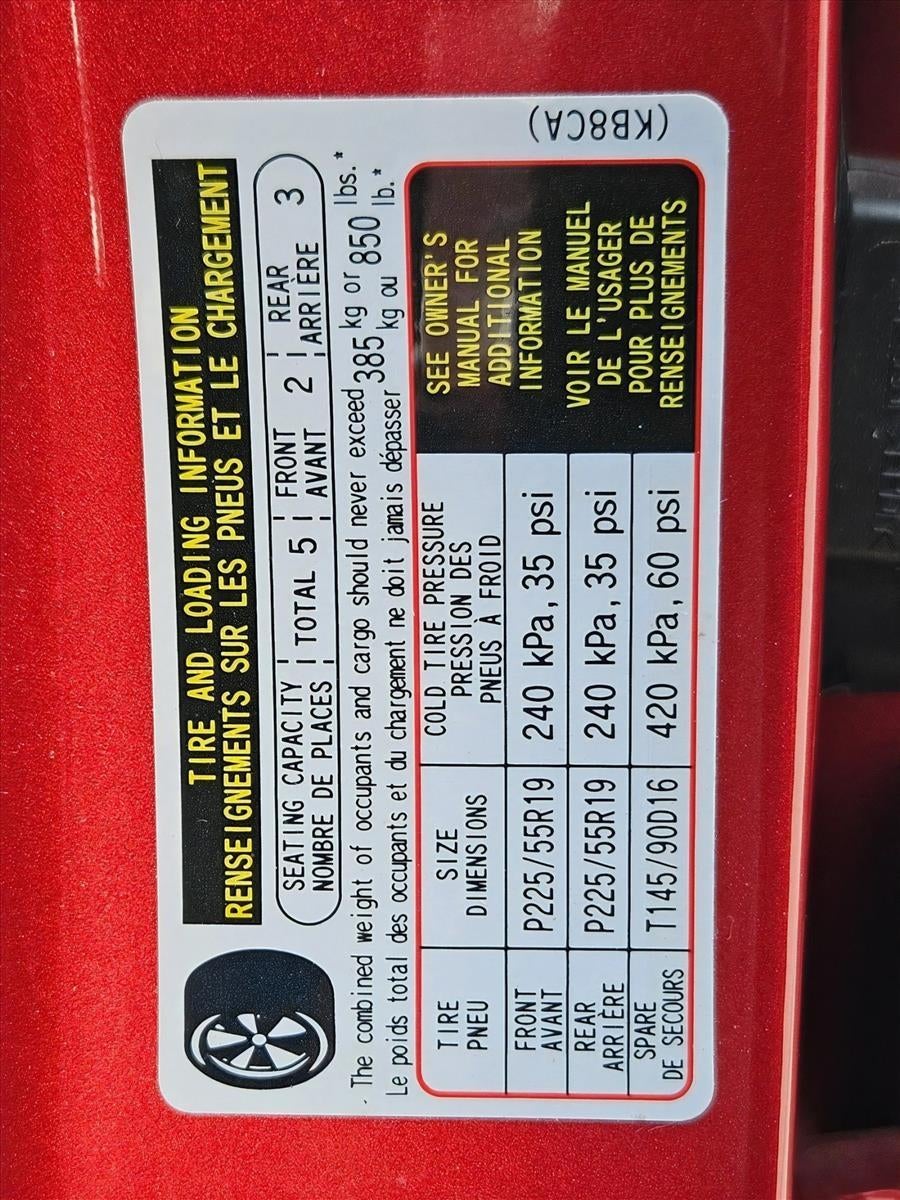 TIRE AND LOADING INFORMATION
RENSEIGNEMENTS SUR LES PNEUS ET LE CHARGEMENT
SEATING CAPACITY TOTAL 5 FRONT 2 REAR 3
NOMBRE DE PLACES AVANT ARRIÈRE
The combined weight of occupants and cargo should never exceed 385 kg or 850 lbs.*
Le poids total des occupants et du chargement ne doit jamais dépasser kg ou lb.*
TIRE SIZE COLD TIRE PRESSURE
PNEU DIMENSIONS PRESSION DES
PNEUS À FROID
FRONT P225/55R19 240 kPa, 35 psi
AVANT
REAR P225/55R19 240 kPa, 35 psi
ARRIÈRE
SPARE T145/90D16 420 kPa, 60 psi
DE SECOURS
SEE OWNER'S
MANUAL FOR
ADDITIONAL
INFORMATION
VOIR LE MANUEL
DE L'USAGER
POUR PLUS DE
RENSEIGNEMENTS
(KB8CA)